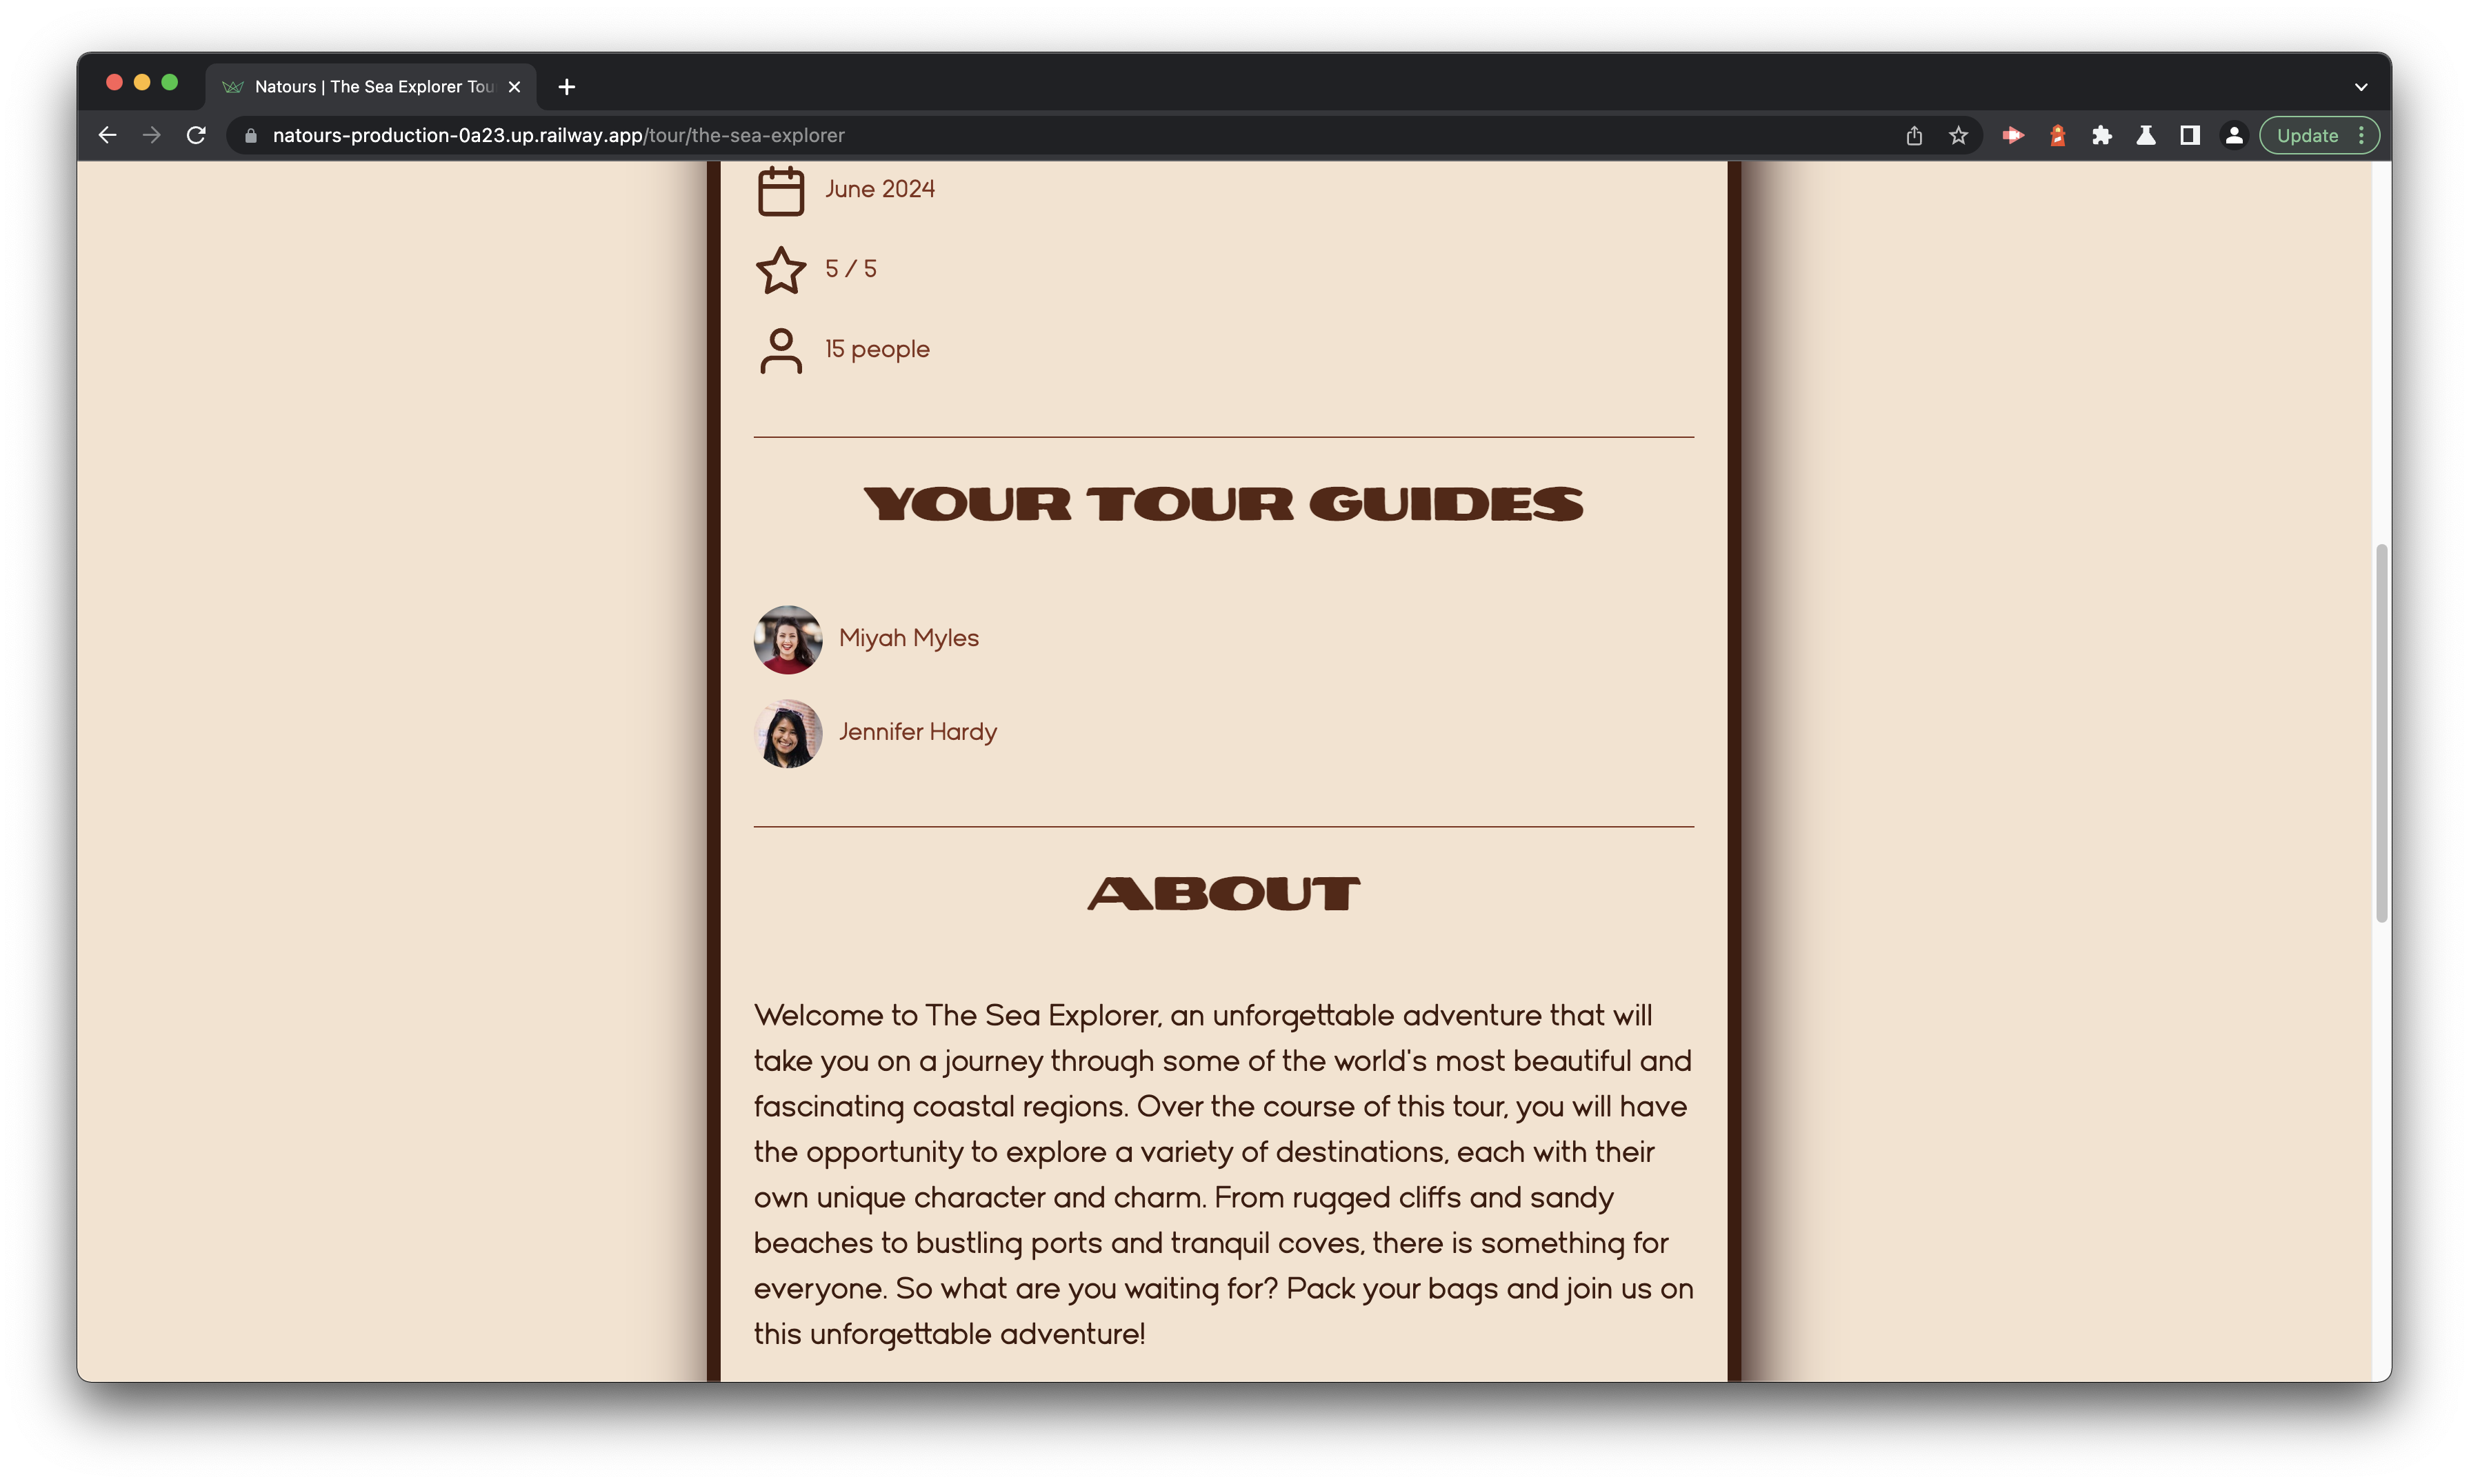 Natours | The Sea Explorer Tou
natours-production-0a23.up.railway.app/tour/the-sea-explorer
Update
June 2024
5 / 5
15 people
YOUR TOUR GUIDES
Miyah Myles
Jennifer Hardy
ABOUT
Welcome to The Sea Explorer, an unforgettable adventure that will
take you on a journey through some of the world's most beautiful and
fascinating coastal regions. Over the course of this tour, you will have
the opportunity to explore a variety of destinations, each with their
own unique character and charm. From rugged cliffs and sandy
beaches to bustling ports and tranquil coves, there is something for
everyone. So what are you waiting for? Pack your bags and join us on
this unforgettable adventure!